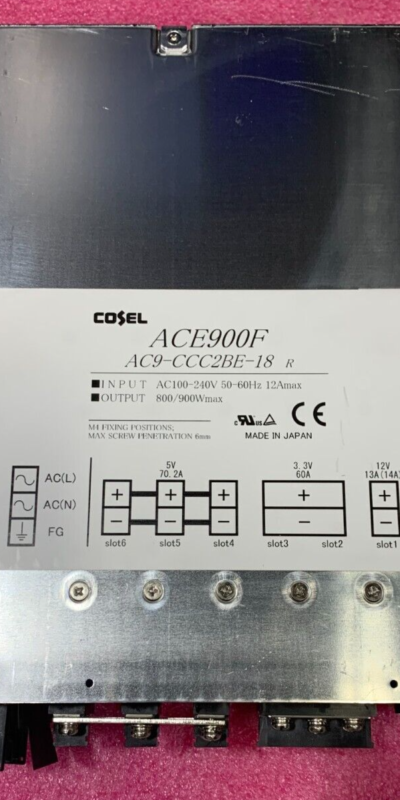 COSEL
ACE900F
AC9-CCC2BE-18 R
■INPUT AC100-240V 50-60Hz 12Amax
■OUTPUT 800/900Wmax
M4 FIXING POSITIONS;
MAX SCREW PENETRATION 6mm
c RU us
CE
MADE IN JAPAN
AC(L)
AC(N)
FG
5V
70.2A
+ + +
− − −
slot6 slot5 slot4
3.3V
60A
+
−
slot3 slot2
12V
13A(14A)
+
−
slot1